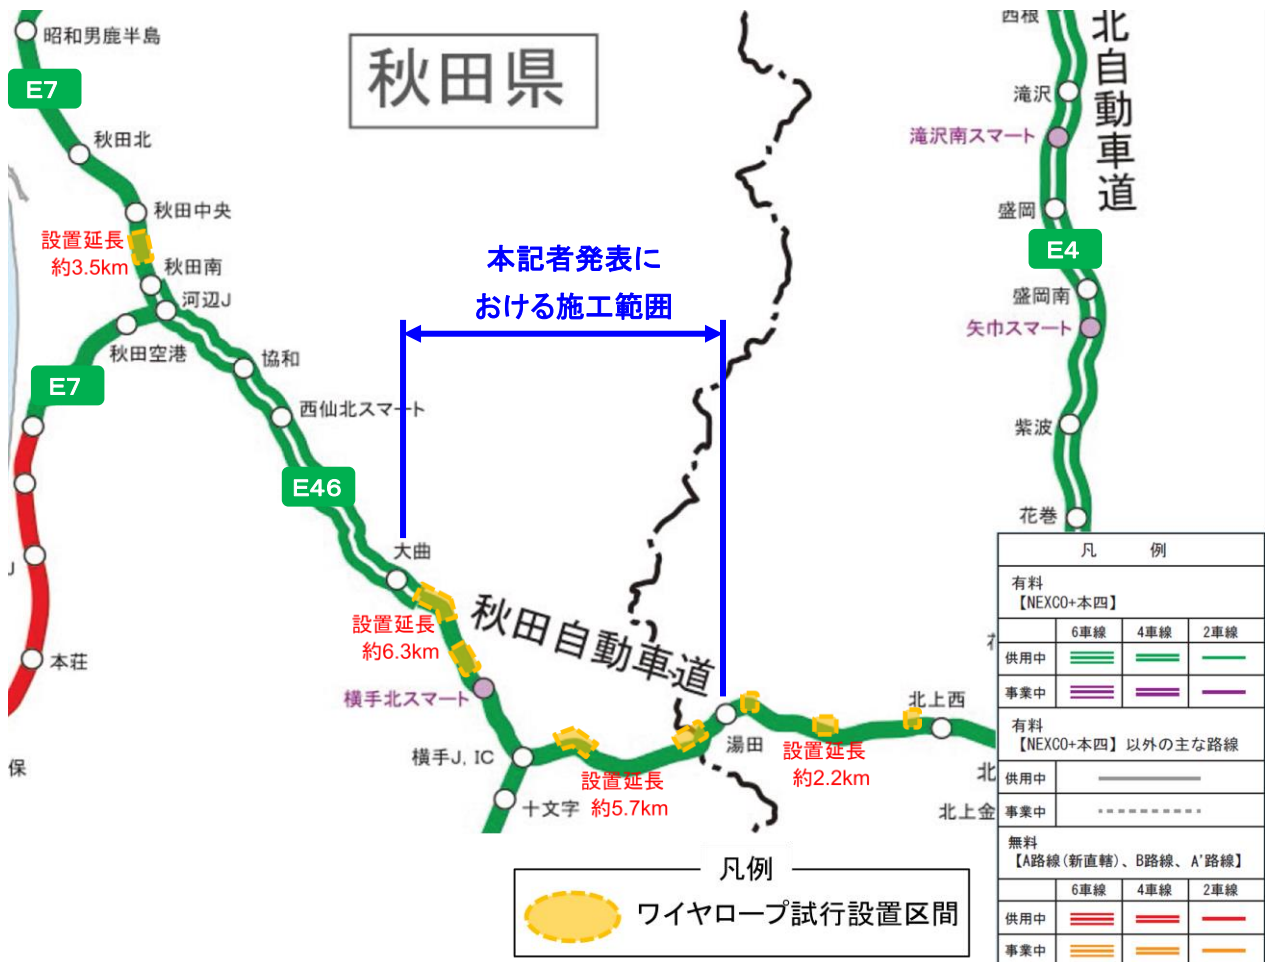 昭和男鹿半島
E7
秋田北
秋田中央
設置延長
約3.5km
秋田南
河辺J
秋田空港
E7
協和
西仙北スマート
E46
大曲
設置延長
約6.3km
横手北スマート
横手J, IC
十文字
本荘
J
保
秋田県
本記者発表に
おける施工範囲
秋田自動車道
設置延長
約5.7km
湯田
設置延長
約2.2km
北上西
北
北上金
西根
北自動車道
滝沢
滝沢南スマート
盛岡
E4
盛岡南
矢巾スマート
紫波
花巻
凡例
ワイヤロープ試行設置区間
凡 例
有料
【NEXCO+本四】
6車線 4車線 2車線
供用中
事業中
有料
【NEXCO+本四】以外の主な路線
供用中
事業中
無料
【A路線(新直轄)、B路線、A'路線】
6車線 4車線 2車線
供用中
事業中